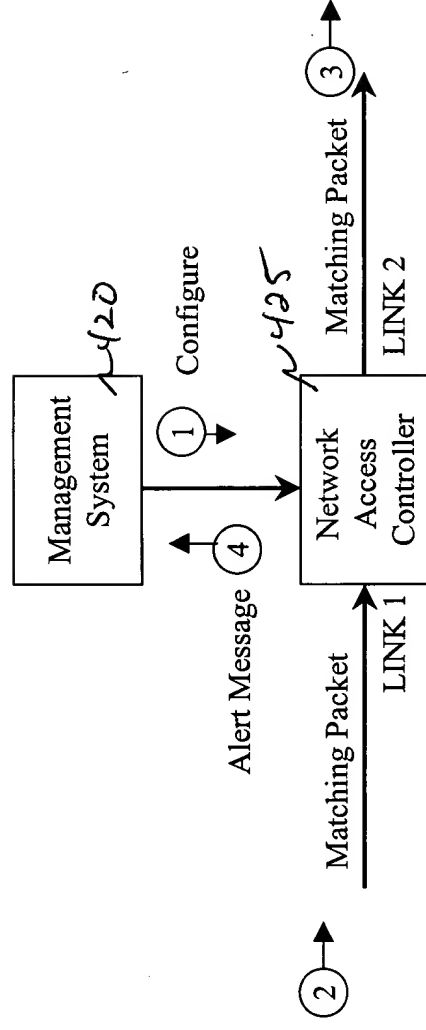 Management
System
420
1
Configure
4
Alert Message
425
Network
Access
Controller
2
Matching Packet
LINK 1
Matching Packet
LINK 2
3